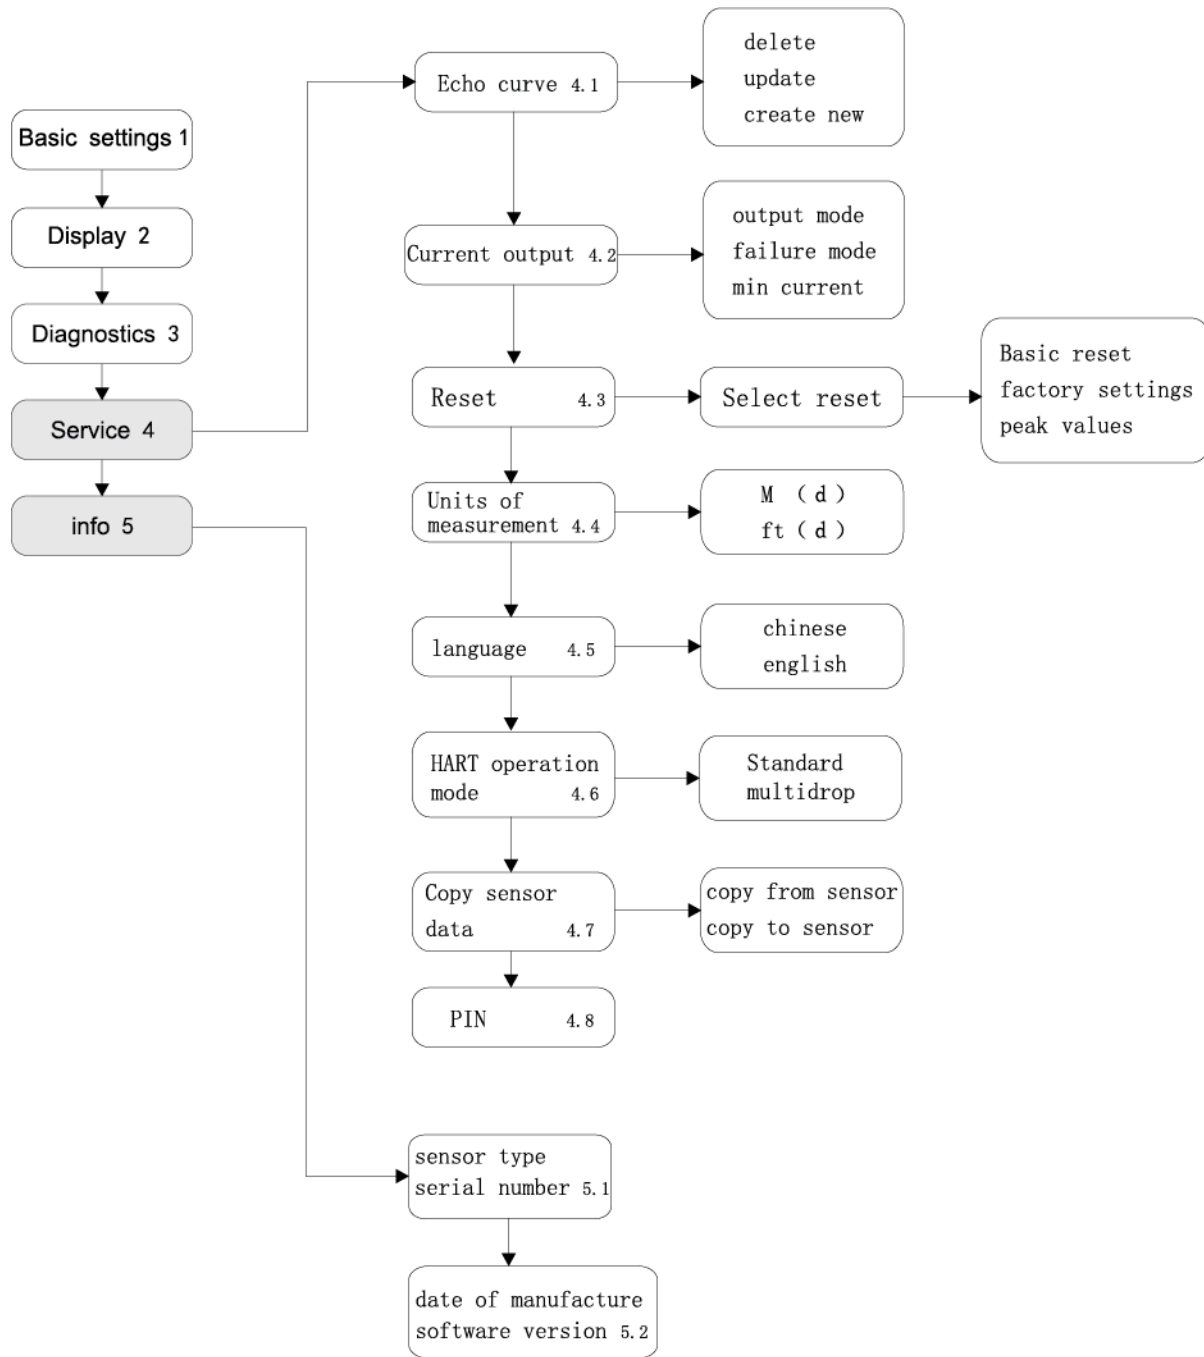 Basic settings 1
Display 2
Diagnostics 3
Service 4
info 5
Echo curve 4.1
delete
update
create new
Current output 4.2
output mode
failure mode
min current
Reset 4.3
Select reset
Basic reset
factory settings
peak values
Units of
measurement 4.4
M （d）
ft（d）
language 4.5
chinese
english
HART operation
mode 4.6
Standard
multidrop
Copy sensor
data 4.7
copy from sensor
copy to sensor
PIN 4.8
sensor type
serial number 5.1
date of manufacture
software version 5.2